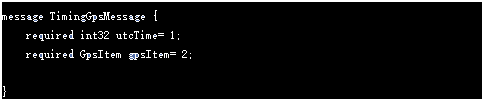 message TimingGpsMessage {
    required int32 utcTime= 1;
    required GpsItem gpsItem= 2;
}